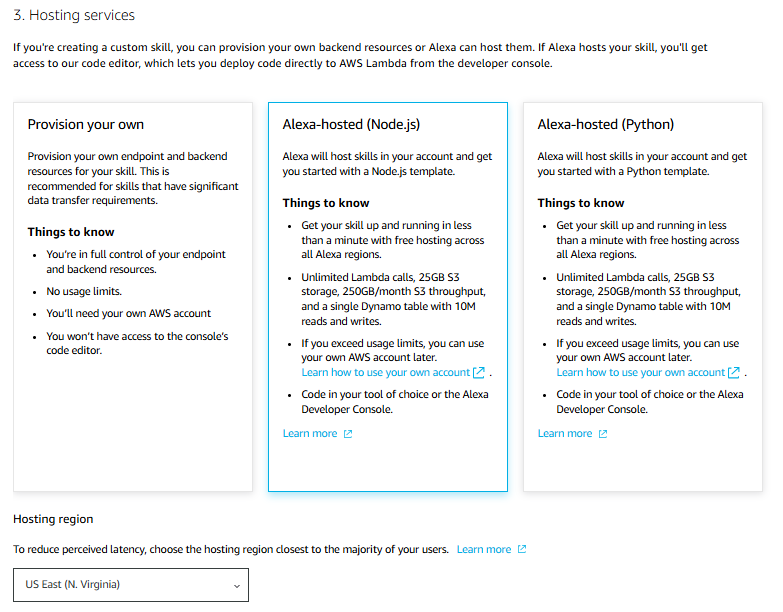 3. Hosting services
If you're creating a custom skill, you can provision your own backend resources or Alexa can host them. If Alexa hosts your skill, you'll get
access to our code editor, which lets you deploy code directly to AWS Lambda from the developer console.
Provision your own
Provision your own endpoint and backend
resources for your skill. This is
recommended for skills that have significant
data transfer requirements.
Things to know
• You're in full control of your endpoint
and backend resources.
• No usage limits.
• You'll need your own AWS account
• You won't have access to the console's
code editor.
Alexa-hosted (Node.js)
Alexa will host skills in your account and get
you started with a Node.js template.
Things to know
• Get your skill up and running in less
than a minute with free hosting across
all Alexa regions.
• Unlimited Lambda calls, 25GB S3
storage, 250GB/month S3 throughput,
and a single Dynamo table with 10M
reads and writes.
• If you exceed usage limits, you can use
your own AWS account later.
Learn how to use your own account .
• Code in your tool of choice or the Alexa
Developer Console.
Learn more
Alexa-hosted (Python)
Alexa will host skills in your account and get
you started with a Python template.
Things to know
• Get your skill up and running in less
than a minute with free hosting across
all Alexa regions.
• Unlimited Lambda calls, 25GB S3
storage, 250GB/month S3 throughput,
and a single Dynamo table with 10M
reads and writes.
• If you exceed usage limits, you can use
your own AWS account later.
Learn how to use your own account .
• Code in your tool of choice or the Alexa
Developer Console.
Learn more
Hosting region
To reduce perceived latency, choose the hosting region closest to the majority of your users. Learn more
US East (N. Virginia)